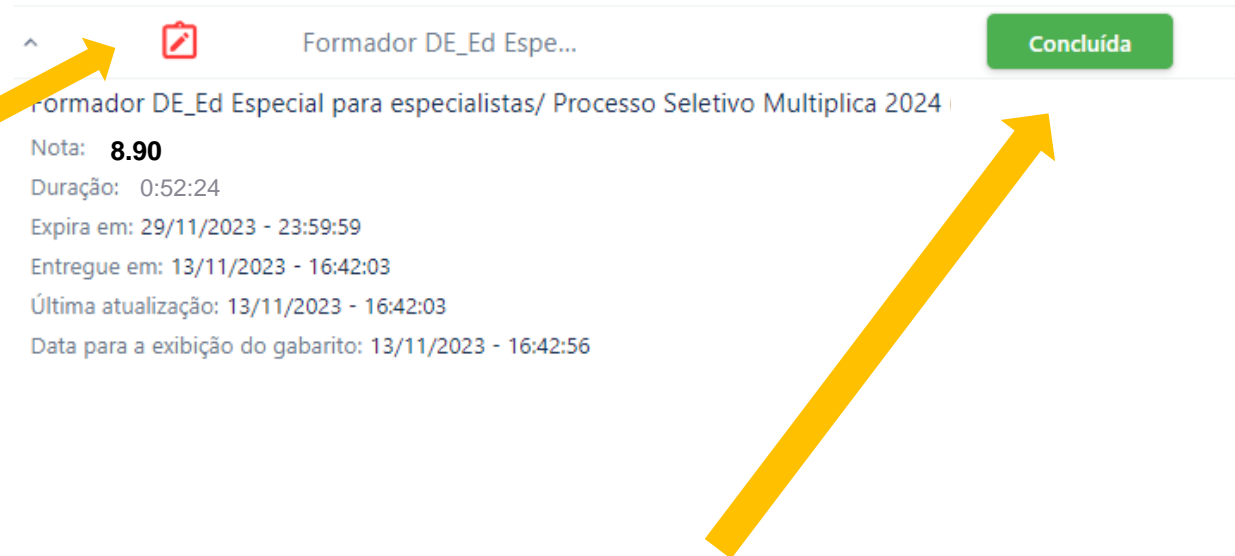 Formador DE_Ed Espe...
Concluída
Formador DE_Ed Especial para especialistas/ Processo Seletivo Multiplica 2024
Nota: 8.90
Duração: 0:52:24
Expira em: 29/11/2023 - 23:59:59
Entregue em: 13/11/2023 - 16:42:03
Última atualização: 13/11/2023 - 16:42:03
Data para a exibição do gabarito: 13/11/2023 - 16:42:56